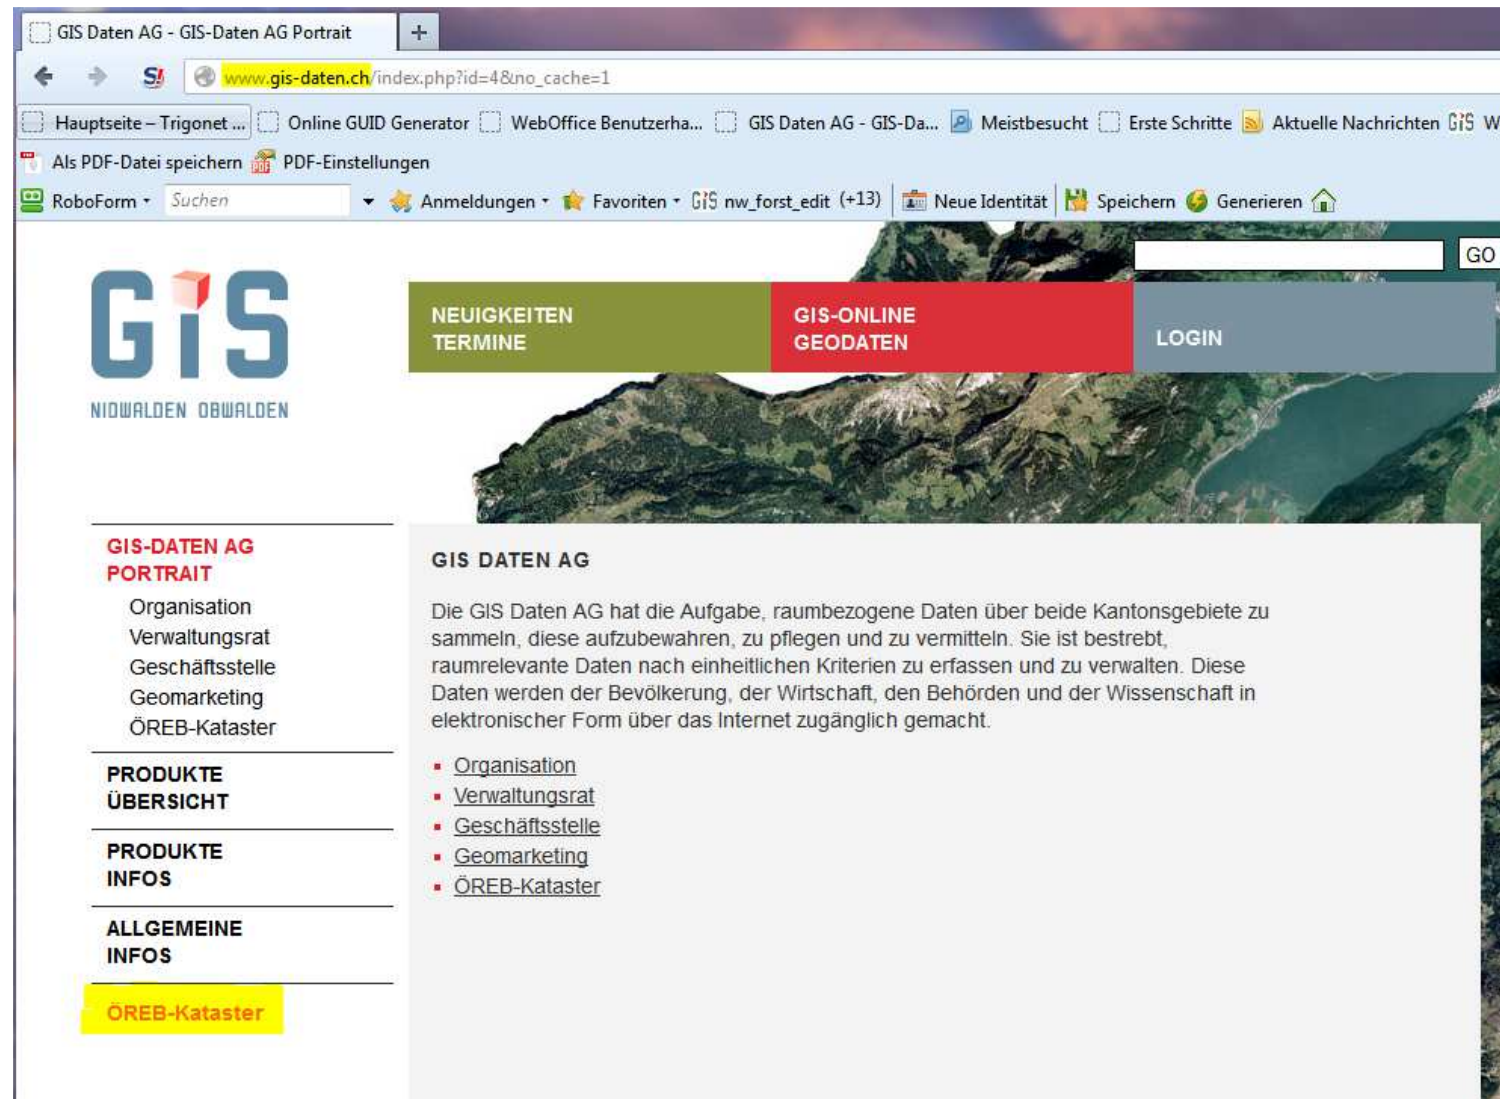 GIS Daten AG - GIS-Daten AG Portrait
+
S! www.gis-daten.ch/index.php?id=4&no_cache=1
Hauptseite – Trigonet ... Online GUID Generator WebOffice Benutzerha... GIS Daten AG - GIS-Da... Meistbesucht Erste Schritte Aktuelle Nachrichten GiS W
Als PDF-Datei speichern PDF PDF-Einstellungen
RoboForm Suchen Anmeldungen Favoriten GiS nw_forst_edit (+13) Neue Identität Speichern Generieren
GO
GiS
NIDWALDEN OBWALDEN
NEUIGKEITEN
TERMINE
GIS-ONLINE
GEODATEN
LOGIN
GIS-DATEN AG
PORTRAIT
Organisation
Verwaltungsrat
Geschäftsstelle
Geomarketing
ÖREB-Kataster
PRODUKTE
ÜBERSICHT
PRODUKTE
INFOS
ALLGEMEINE
INFOS
ÖREB-Kataster
GIS DATEN AG
Die GIS Daten AG hat die Aufgabe, raumbezogene Daten über beide Kantonsgebiete zu
sammeln, diese aufzubewahren, zu pflegen und zu vermitteln. Sie ist bestrebt,
raumrelevante Daten nach einheitlichen Kriterien zu erfassen und zu verwalten. Diese
Daten werden der Bevölkerung, der Wirtschaft, den Behörden und der Wissenschaft in
elektronischer Form über das Internet zugänglich gemacht.
Organisation
Verwaltungsrat
Geschäftsstelle
Geomarketing
ÖREB-Kataster